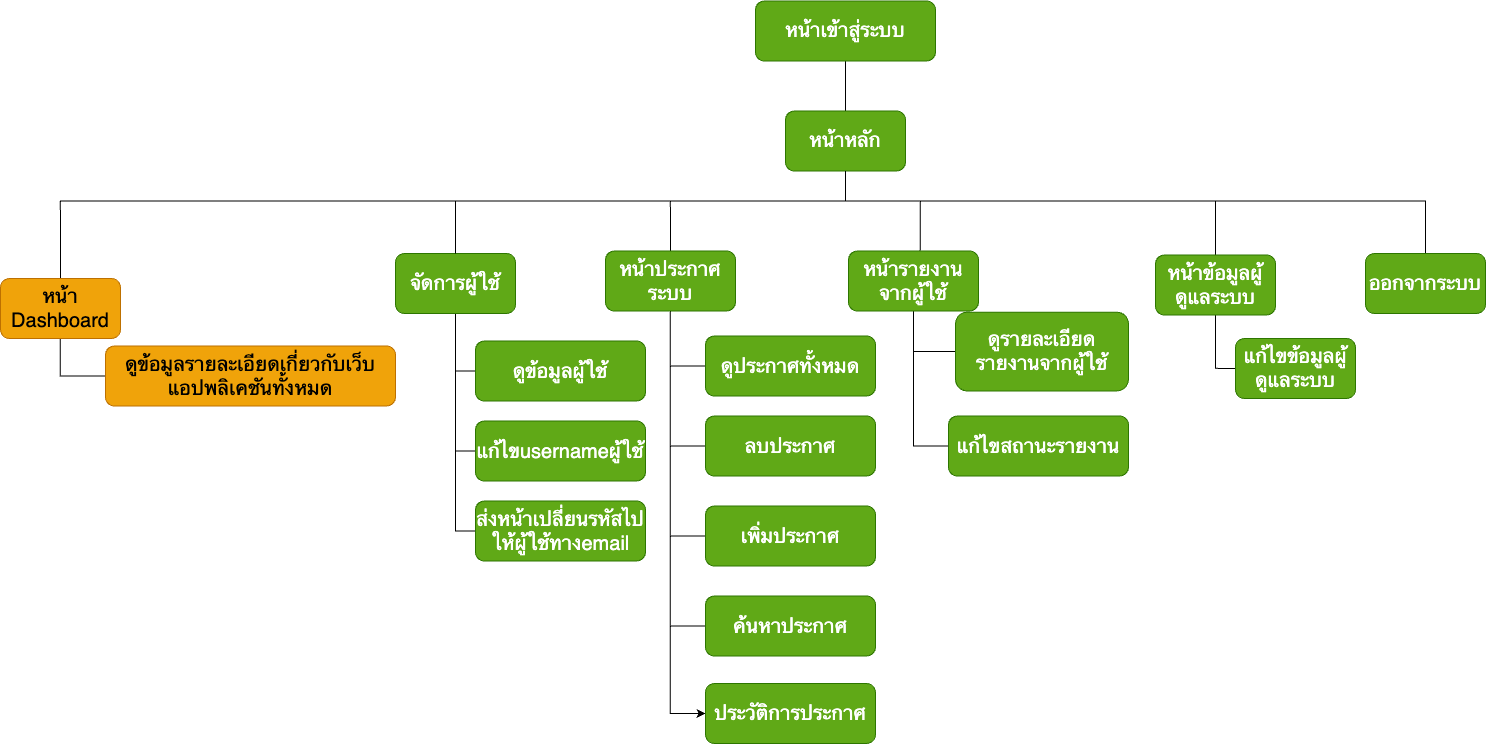 หน้าเข้าสู่ระบบ
หน้าหลัก
หน้า
Dashboard
ดูข้อมูลรายละเอียดเกี่ยวกับเว็บ
แอปพลิเคชันทั้งหมด
จัดการผู้ใช้
ดูข้อมูลผู้ใช้
แก้ไขusernameผู้ใช้
ส่งหน้าเปลี่ยนรหัสไป
ให้ผู้ใช้ทางemail
หน้าประกาศ
ระบบ
ดูประกาศทั้งหมด
ลบประกาศ
เพิ่มประกาศ
ค้นหาประกาศ
ประวัติการประกาศ
หน้ารายงาน
จากผู้ใช้
ดูรายละเอียด
รายงานจากผู้ใช้
แก้ไขสถานะรายงาน
หน้าข้อมูลผู้
ดูแลระบบ
แก้ไขข้อมูลผู้
ดูแลระบบ
ออกจากระบบ